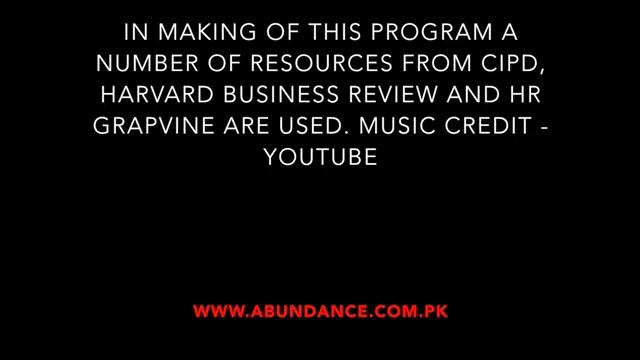 IN MAKING OF THIS PROGRAM A
NUMBER OF RESOURCES FROM CIPD,
HARVARD BUSINESS REVIEW AND HR
GRAPVINE ARE USED. MUSIC CREDIT -
YOUTUBE
WWW.ABUNDANCE.COM.PK